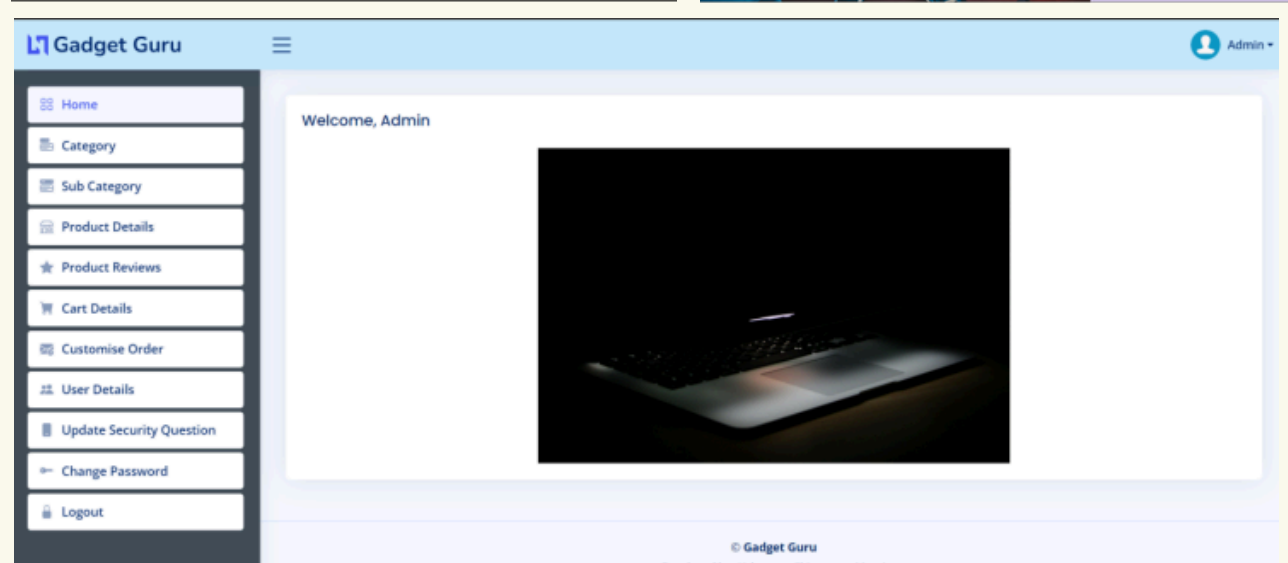 Gadget Guru
Admin
Home
Category
Sub Category
Product Details
Product Reviews
Cart Details
Customise Order
User Details
Update Security Question
Change Password
Logout
Welcome, Admin
© Gadget Guru